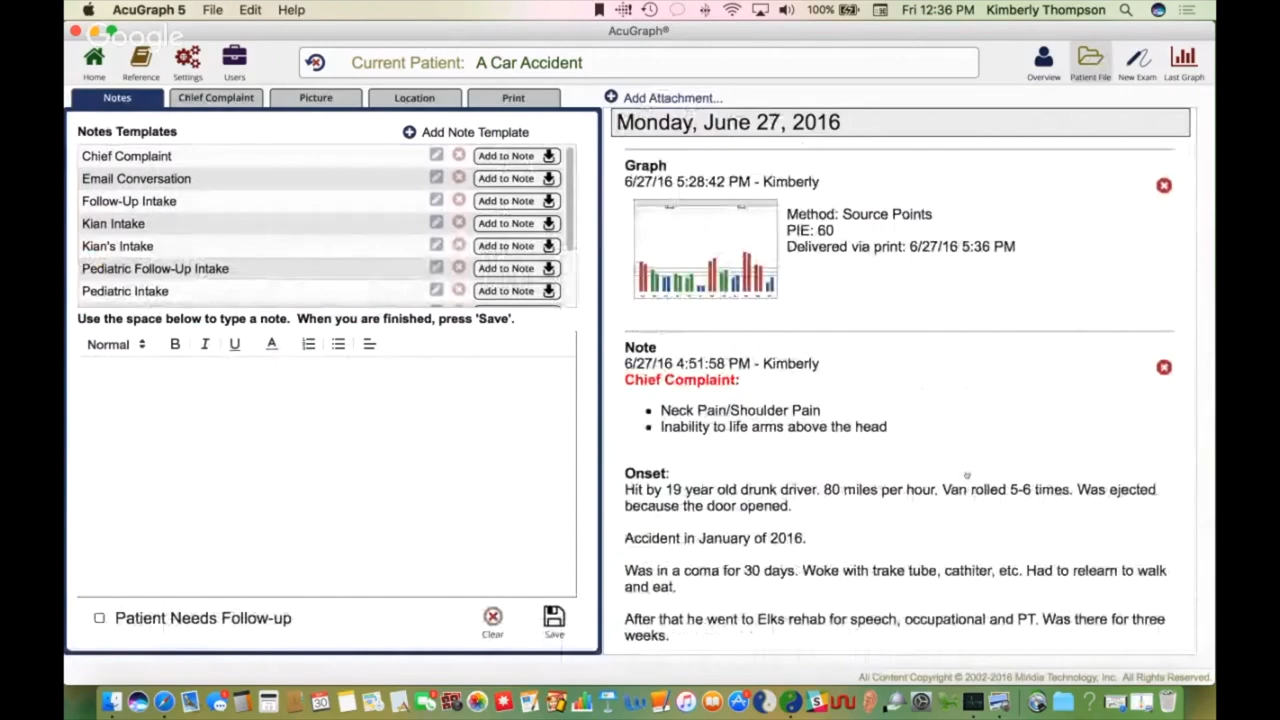 AcuGraph 5 File Edit Help 100% Fri 12:36 PM Kimberly Thompson
AcuGraph®
Google
Home Reference Settings Users
Current Patient: A Car Accident
Overview Patient File New Exam Last Graph
Notes Chief Complaint Picture Location Print
Add Attachment...
Notes Templates Add Note Template
Chief Complaint Add to Note
Email Conversation Add to Note
Follow-Up Intake Add to Note
Kian Intake Add to Note
Kian's Intake Add to Note
Pediatric Follow-Up Intake Add to Note
Pediatric Intake Add to Note
Use the space below to type a note. When you are finished, press 'Save'.
Normal B I U A
Patient Needs Follow-up
Clear Save
Monday, June 27, 2016
Graph
6/27/16 5:28:42 PM - Kimberly
Method: Source Points
PIE: 60
Delivered via print: 6/27/16 5:36 PM
Note
6/27/16 4:51:58 PM - Kimberly
Chief Complaint:
• Neck Pain/Shoulder Pain
• Inability to life arms above the head
Onset:
Hit by 19 year old drunk driver. 80 miles per hour. Van rolled 5-6 times. Was ejected
because the door opened.
Accident in January of 2016.
Was in a coma for 30 days. Woke with trake tube, cathiter, etc. Had to relearn to walk
and eat.
After that he went to Elks rehab for speech, occupational and PT. Was there for three
weeks.
All Content Copyright © 2002-2016 Miridia Technology, Inc. All Rights Reserved.
30